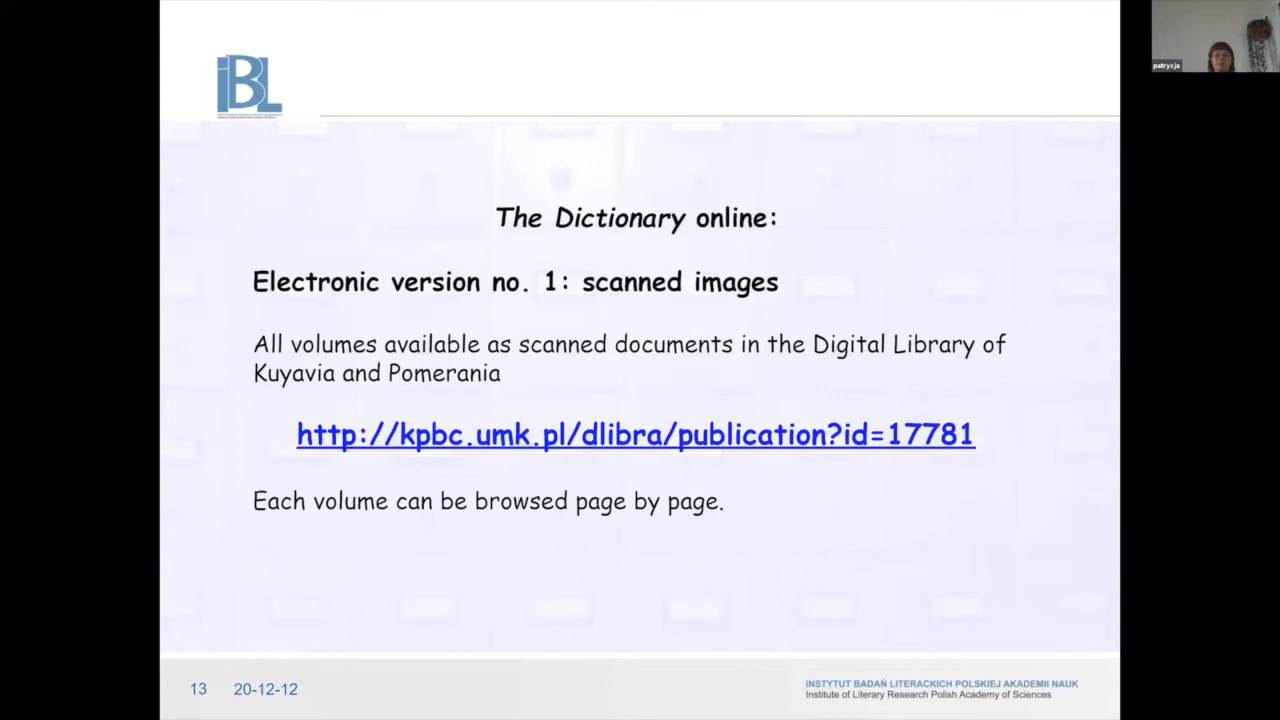 patrycja
IBL
The Dictionary online:
Electronic version no. 1: scanned images
All volumes available as scanned documents in the Digital Library of
Kuyavia and Pomerania
http://kpbc.umk.pl/dlibra/publication?id=17781
Each volume can be browsed page by page.
13 20-12-12
INSTYTUT BADAŃ LITERACKICH POLSKIEJ AKADEMII NAUK
Institute of Literary Research Polish Academy of Sciences